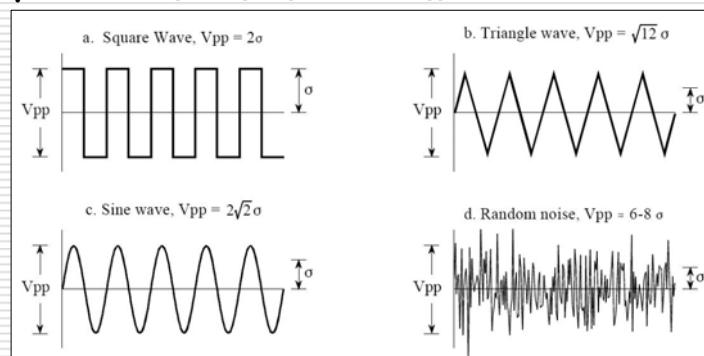 a. Square Wave, Vpp = 2σ
Vpp
σ
b. Triangle wave, Vpp = √12 σ
Vpp
σ
c. Sine wave, Vpp = 2√2 σ
Vpp
σ
d. Random noise, Vpp ≈ 6-8 σ
Vpp
σ